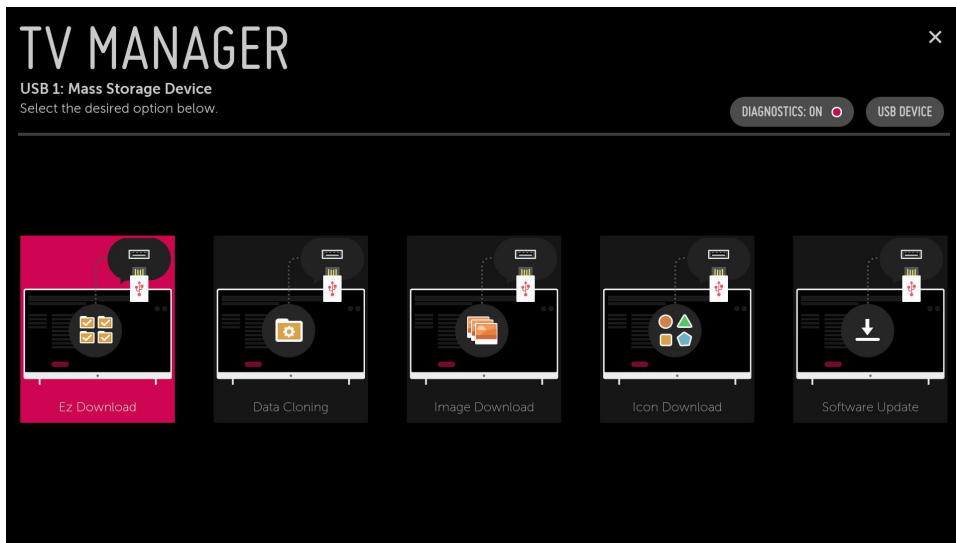 TV MANAGER
USB 1: Mass Storage Device
Select the desired option below.
DIAGNOSTICS: ON
USB DEVICE
Ez Download
Data Cloning
Image Download
Icon Download
Software Update